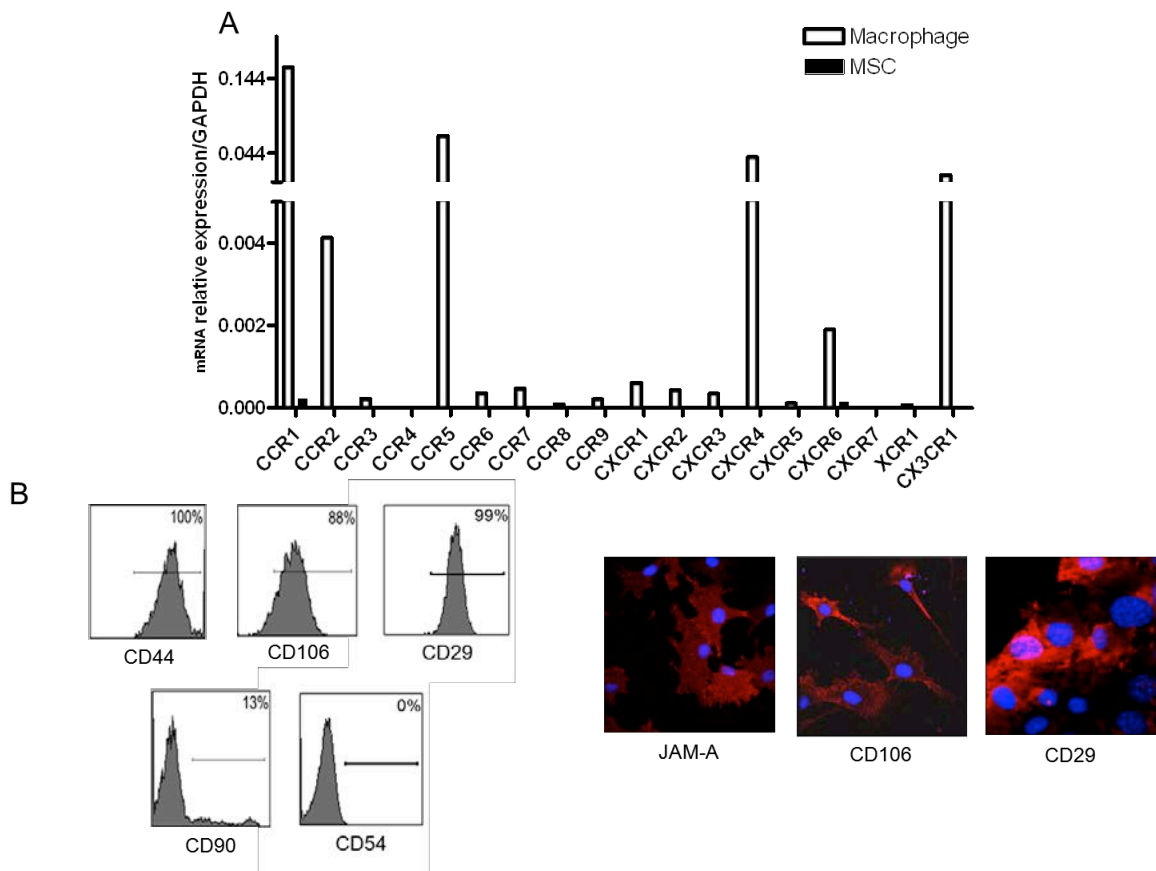 A
Macrophage
MSC
mRNA relative expression/GAPDH
0.144
0.044
0.004
0.002
0.000
CCR1
CCR2
CCR3
CCR4
CCR5
CCR6
CCR7
CCR8
CCR9
CXCR1
CXCR2
CXCR3
CXCR4
CXCR5
CXCR6
CXCR7
XCR1
CX3CR1
B
100%
88%
99%
CD44
CD106
CD29
13%
0%
CD90
CD54
JAM-A
CD106
CD29